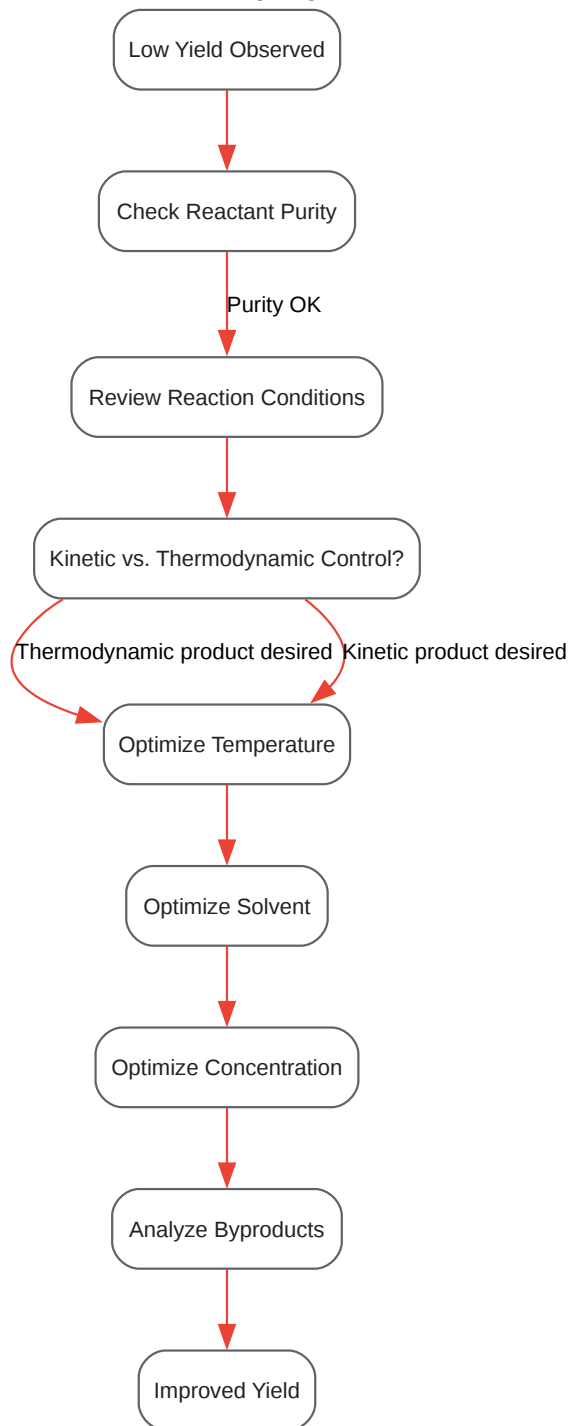 Low Yield Observed
Check Reactant Purity
Purity OK
Review Reaction Conditions
Kinetic vs. Thermodynamic Control?
Thermodynamic product desired
Kinetic product desired
Optimize Temperature
Optimize Solvent
Optimize Concentration
Analyze Byproducts
Improved Yield